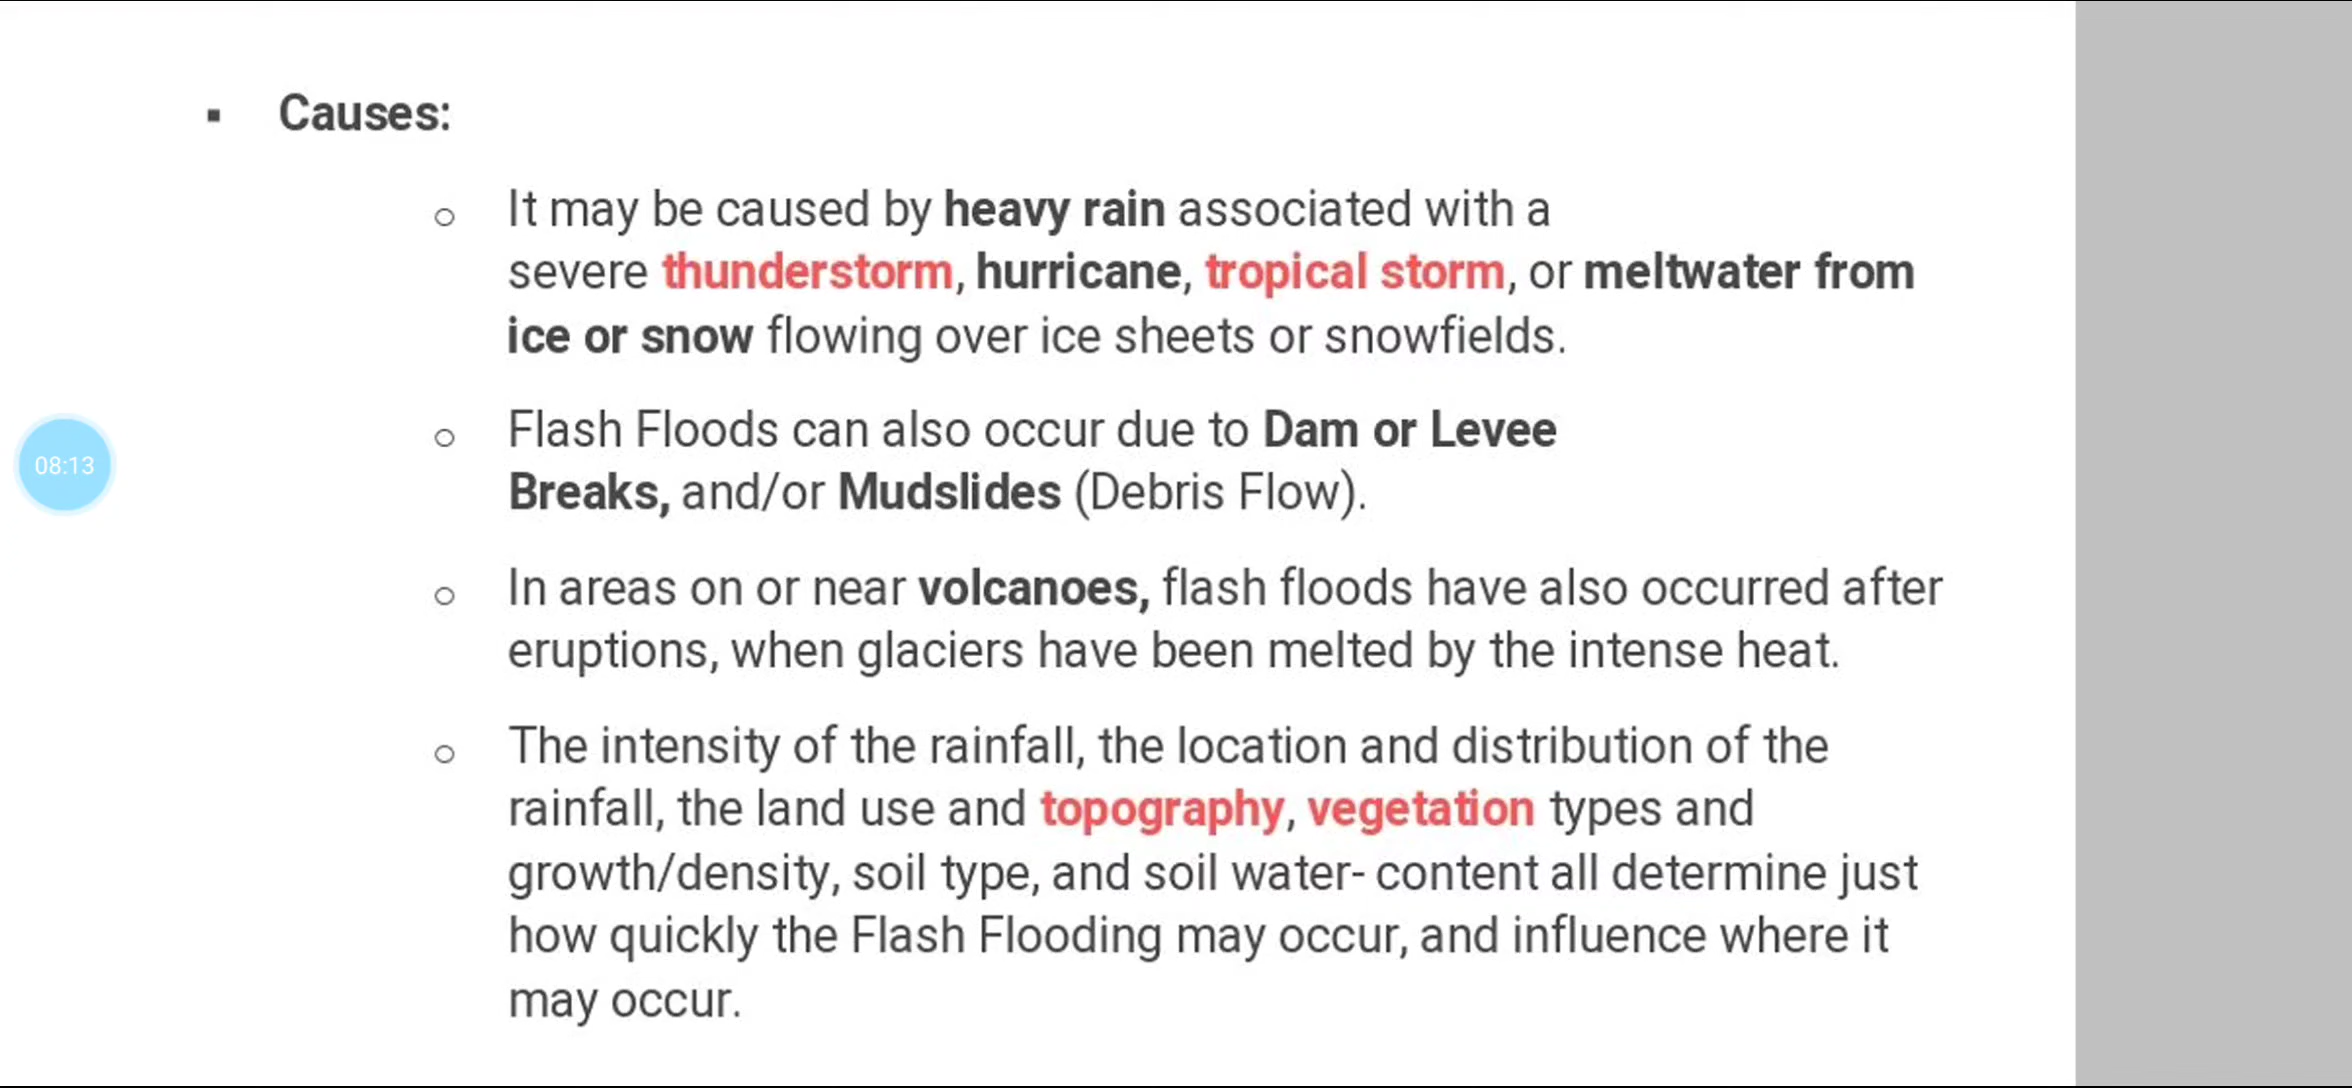 ▪ Causes:
○ It may be caused by heavy rain associated with a
severe thunderstorm, hurricane, tropical storm, or meltwater from
ice or snow flowing over ice sheets or snowfields.
○ Flash Floods can also occur due to Dam or Levee
Breaks, and/or Mudslides (Debris Flow).
08:13
○ In areas on or near volcanoes, flash floods have also occurred after
eruptions, when glaciers have been melted by the intense heat.
○ The intensity of the rainfall, the location and distribution of the
rainfall, the land use and topography, vegetation types and
growth/density, soil type, and soil water- content all determine just
how quickly the Flash Flooding may occur, and influence where it
may occur.